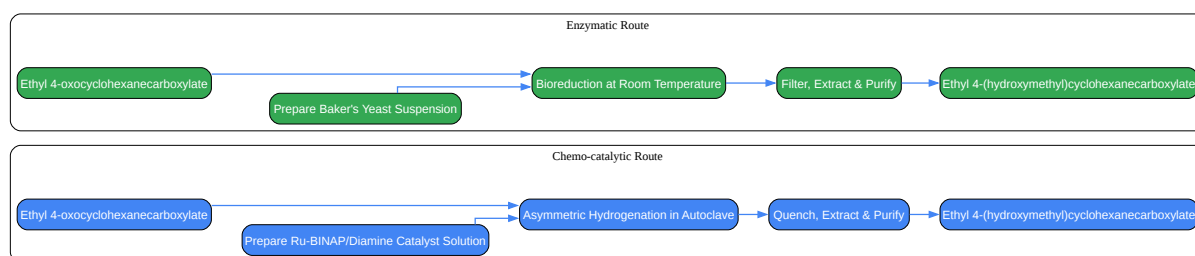 Enzymatic Route
Ethyl 4-oxocyclohexanecarboxylate
Bioreduction at Room Temperature
Filter, Extract & Purify
Ethyl 4-(hydroxymethyl)cyclohexanecarboxylate
Prepare Baker's Yeast Suspension
Chemo-catalytic Route
Ethyl 4-oxocyclohexanecarboxylate
Asymmetric Hydrogenation in Autoclave
Quench, Extract & Purify
Ethyl 4-(hydroxymethyl)cyclohexanecarboxylate
Prepare Ru-BINAP/Diamine Catalyst Solution